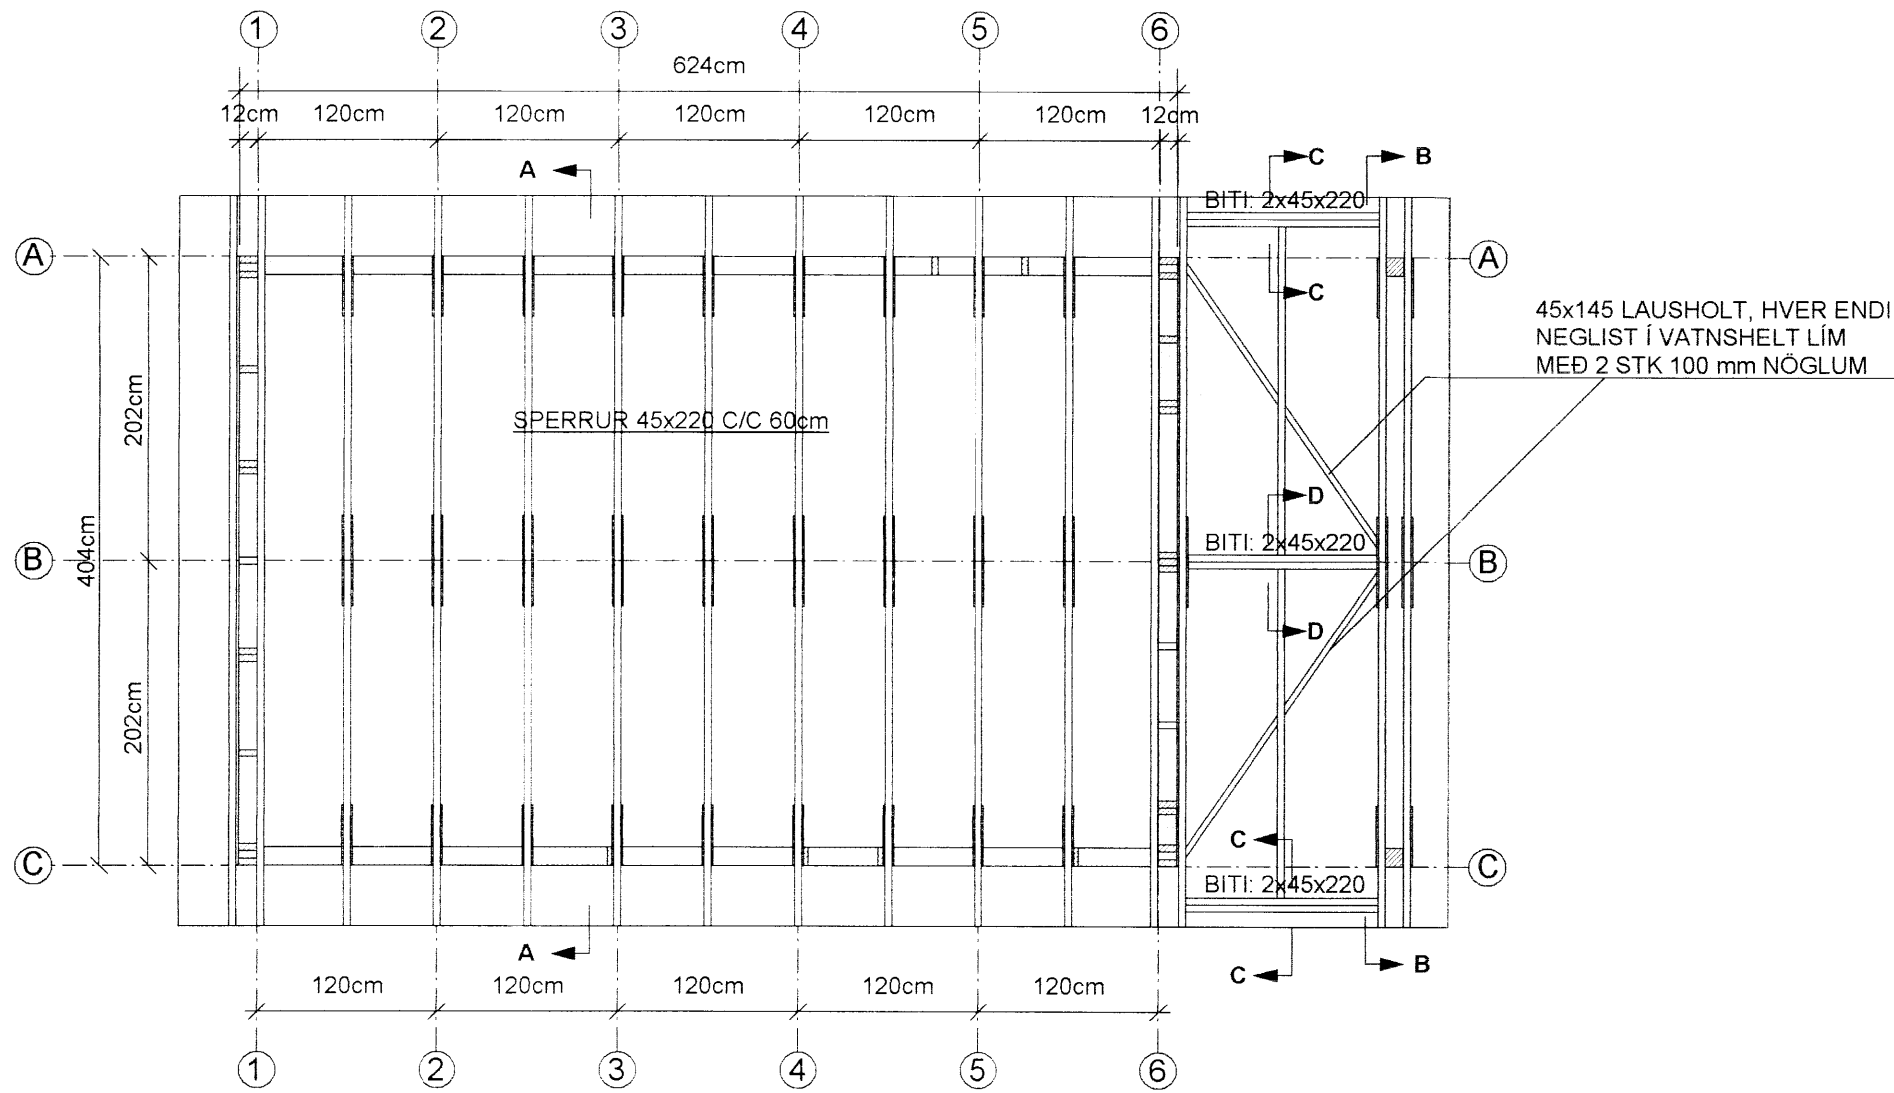 1 2 3 4 5 6
624cm
12cm 120cm 120cm 120cm 120cm 120cm 12cm
A C B
BITI: 2x45x220
A A
C
45x145 LAUSHOLT, HVER ENDI
NEGLIST Í VATNSHELT LÍM
MEÐ 2 STK 100 mm NÖGLUM
202cm
SPERRUR 45x220 C/C 60cm
D
404cm
BITI: 2x45x220
B B
D
202cm
C
C C
BITI: 2x45x220
A C B
120cm 120cm 120cm 120cm 120cm
1 2 3 4 5 6